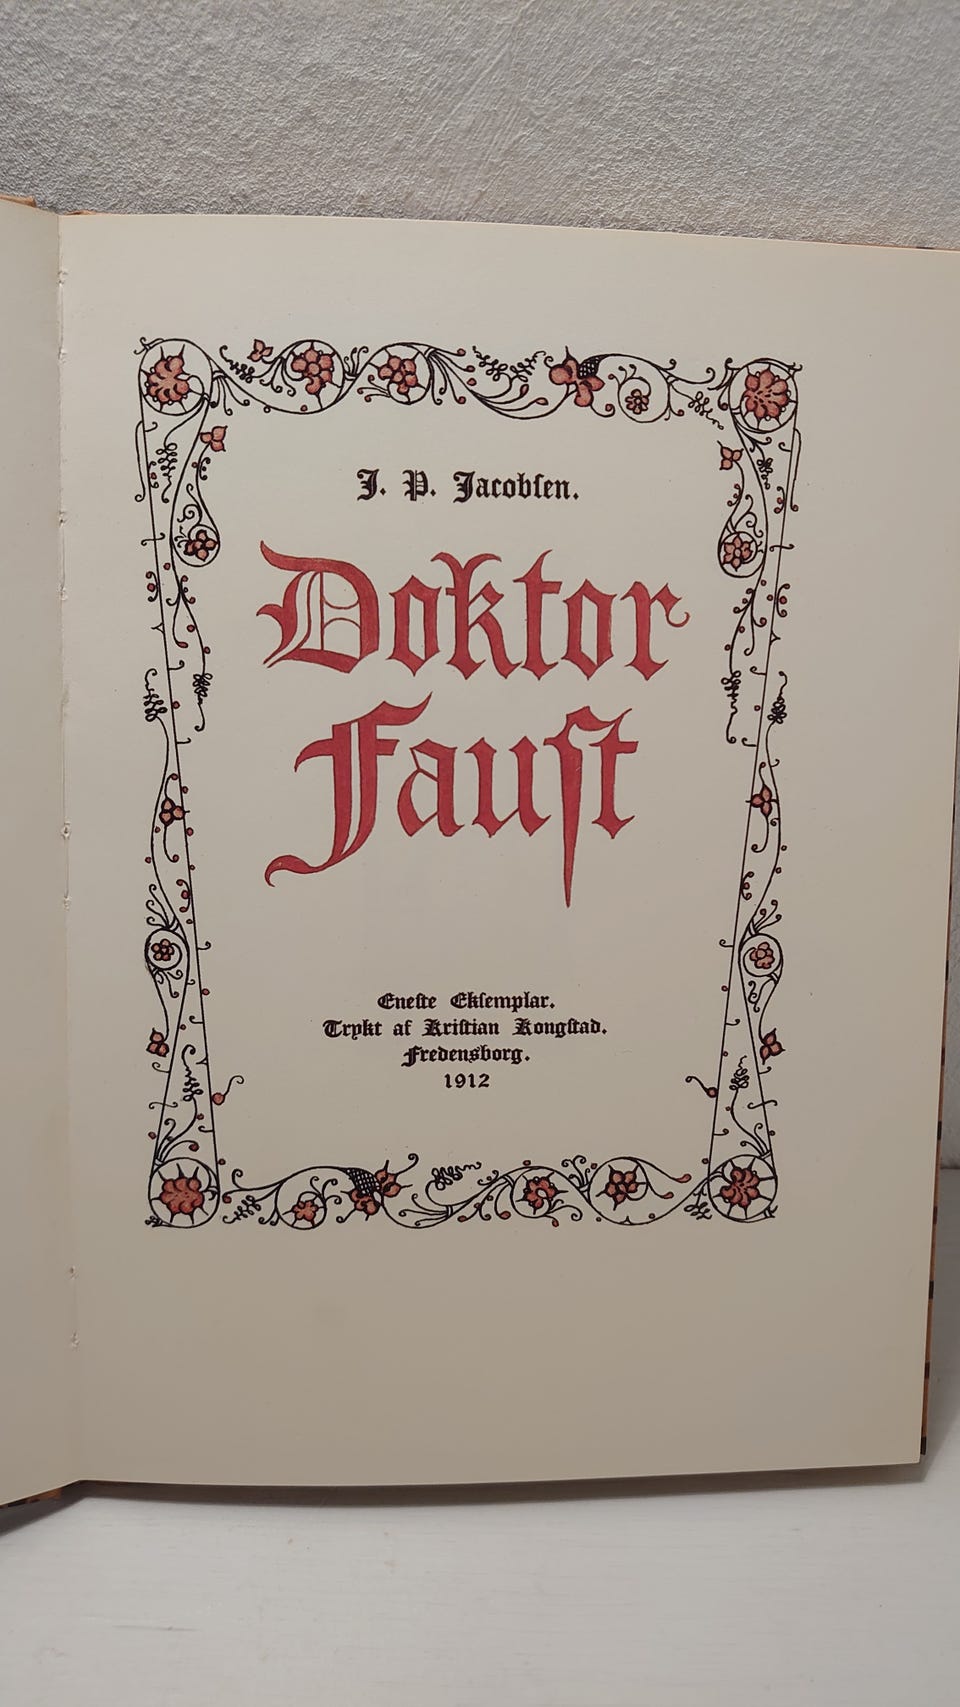 J. P. Jacobſen.
Doktor
Fauſt
Eneſte Ekſemplar.
Trykt af Kriſtian Kongſtad.
Fredensborg.
1912